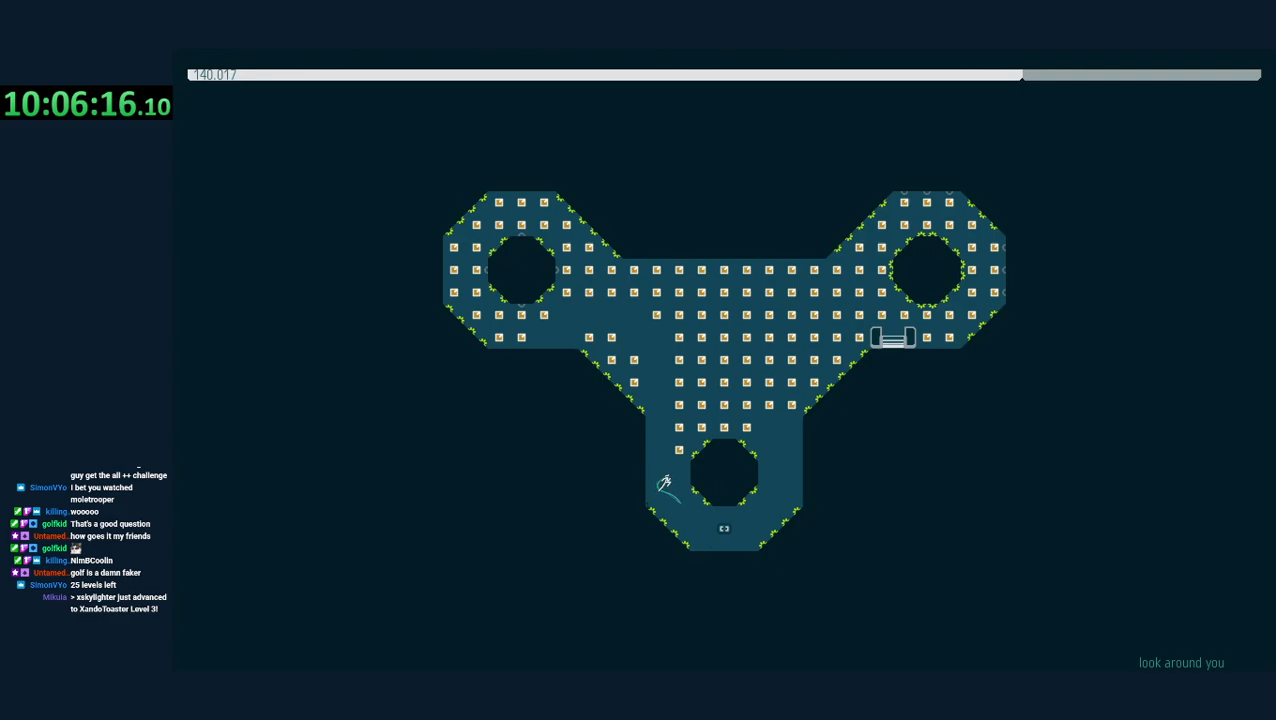 140.017
10:06:16.10
guy get the all ++ challenge
SimonVYo I bet you watched
moletrooper
killing.. woooo
golfkid That's a good question
Untamed.. how goes it my friends
golfkid
killing.. NimBCoolin
Untamed.. golf is a damn faker
SimonVYo 25 levels left
Mikuia > xskylighter just advanced
to XandoToaster Level 3!
look around you